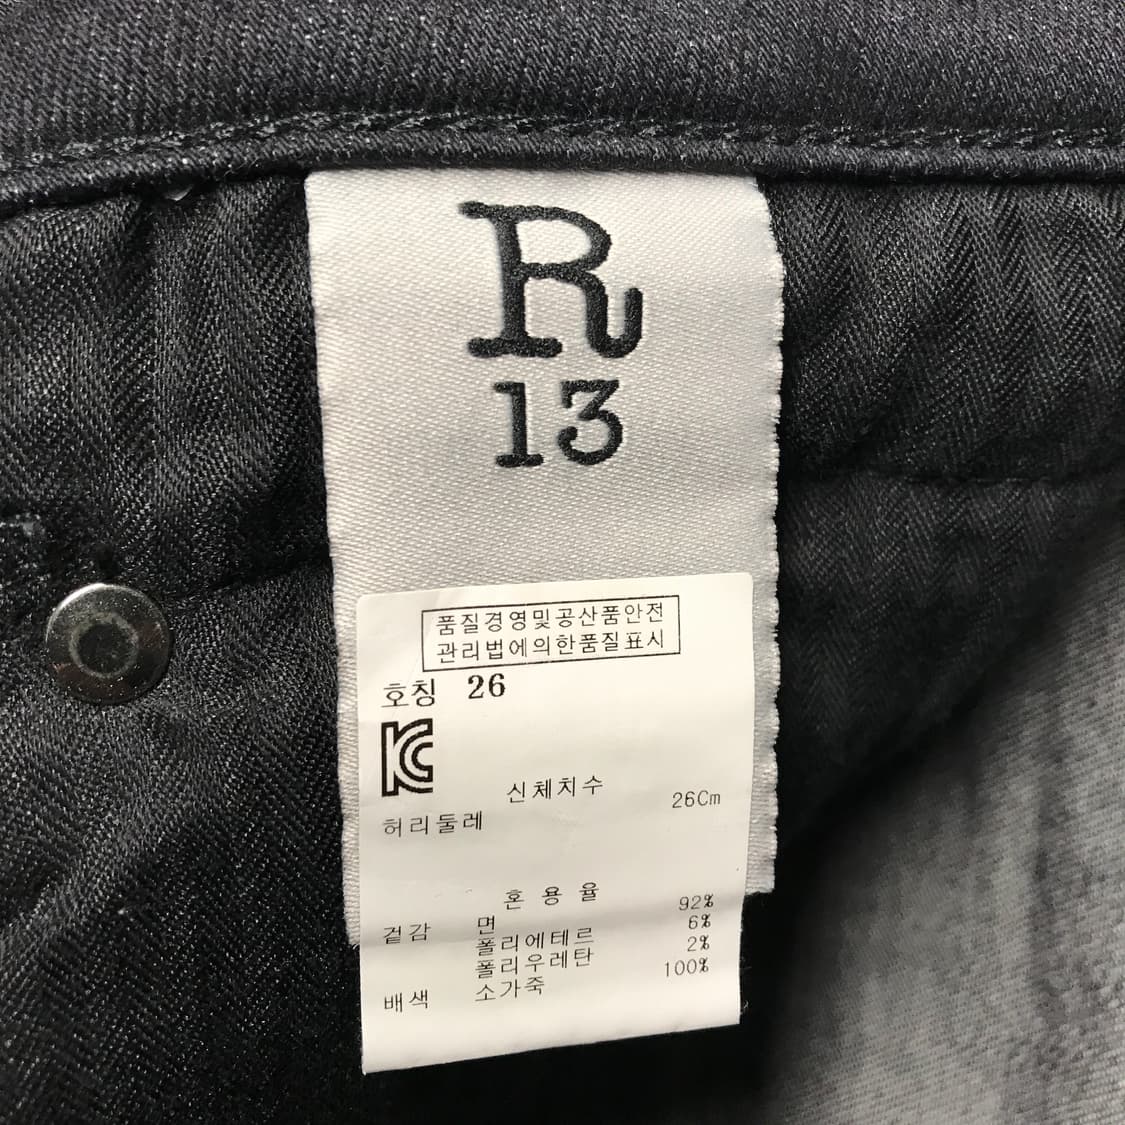 R
13
품질경영및공산품안전
관리법에의한품질표시
호칭 26
KC
신체치수
허리둘레 26Cm
혼 용 율
겉감 면 92%
폴리에테르 6%
폴리우레탄 2%
배색 소가죽 100%